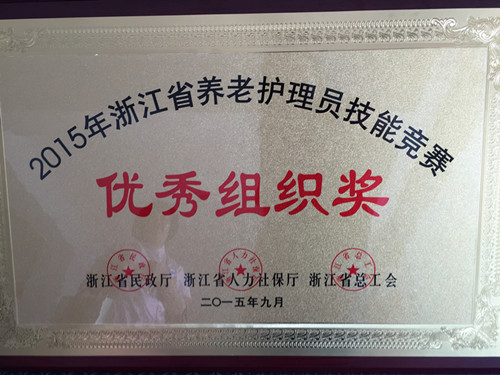 2015年浙江省养老护理员技能竞赛
优秀组织奖
浙江省民政厅 浙江省人力社保厅 浙江省总工会
二〇一五年九月